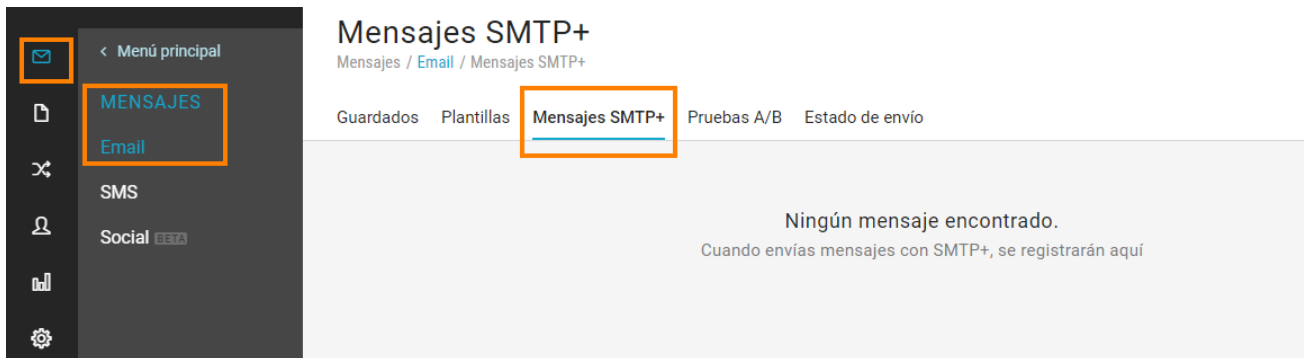 Mensajes SMTP+
< Menú principal
Mensajes / Email / Mensajes SMTP+
MENSAJES
Guardados Plantillas Mensajes SMTP+ Pruebas A/B Estado de envío
Email
SMS
Social BETA
Ningún mensaje encontrado.
Cuando envías mensajes con SMTP+, se registrarán aquí